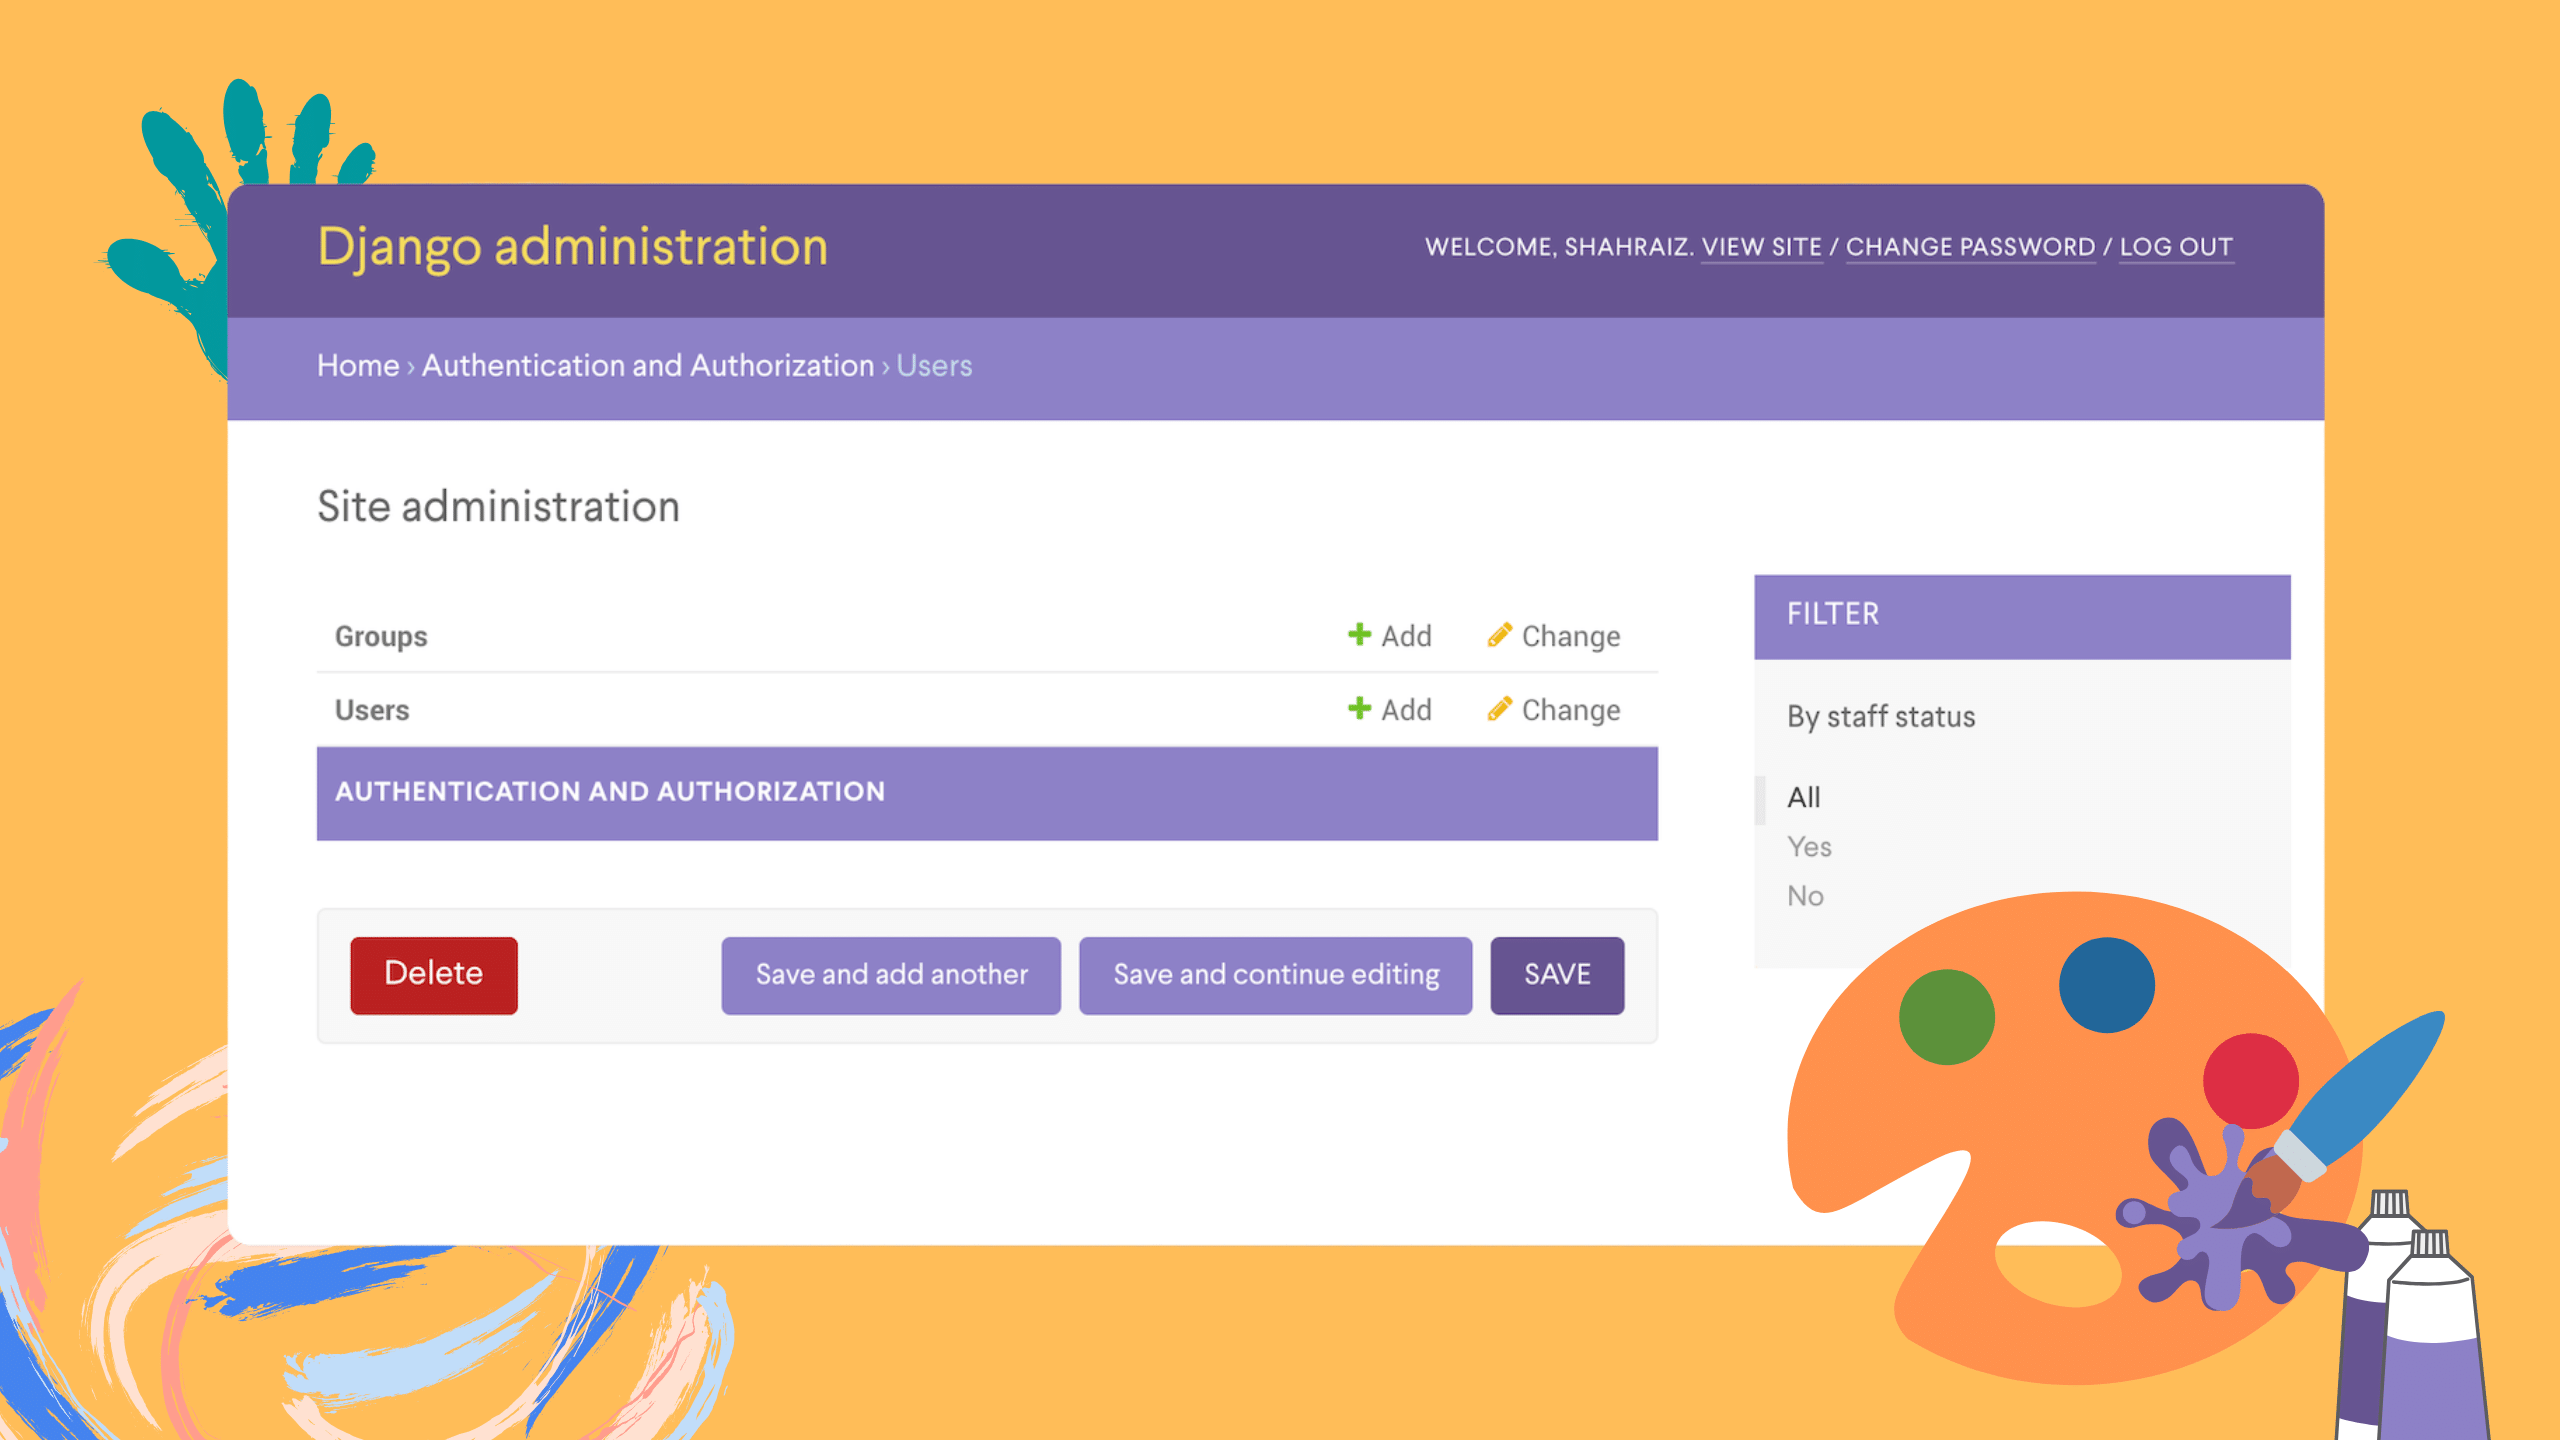 Django administration
WELCOME, SHAHRAIZ. VIEW SITE / CHANGE PASSWORD / LOG OUT
Home › Authentication and Authorization › Users
Site administration
Groups
Add
Change
Users
Add
Change
AUTHENTICATION AND AUTHORIZATION
Delete
Save and add another
Save and continue editing
SAVE
FILTER
By staff status
All
Yes
No